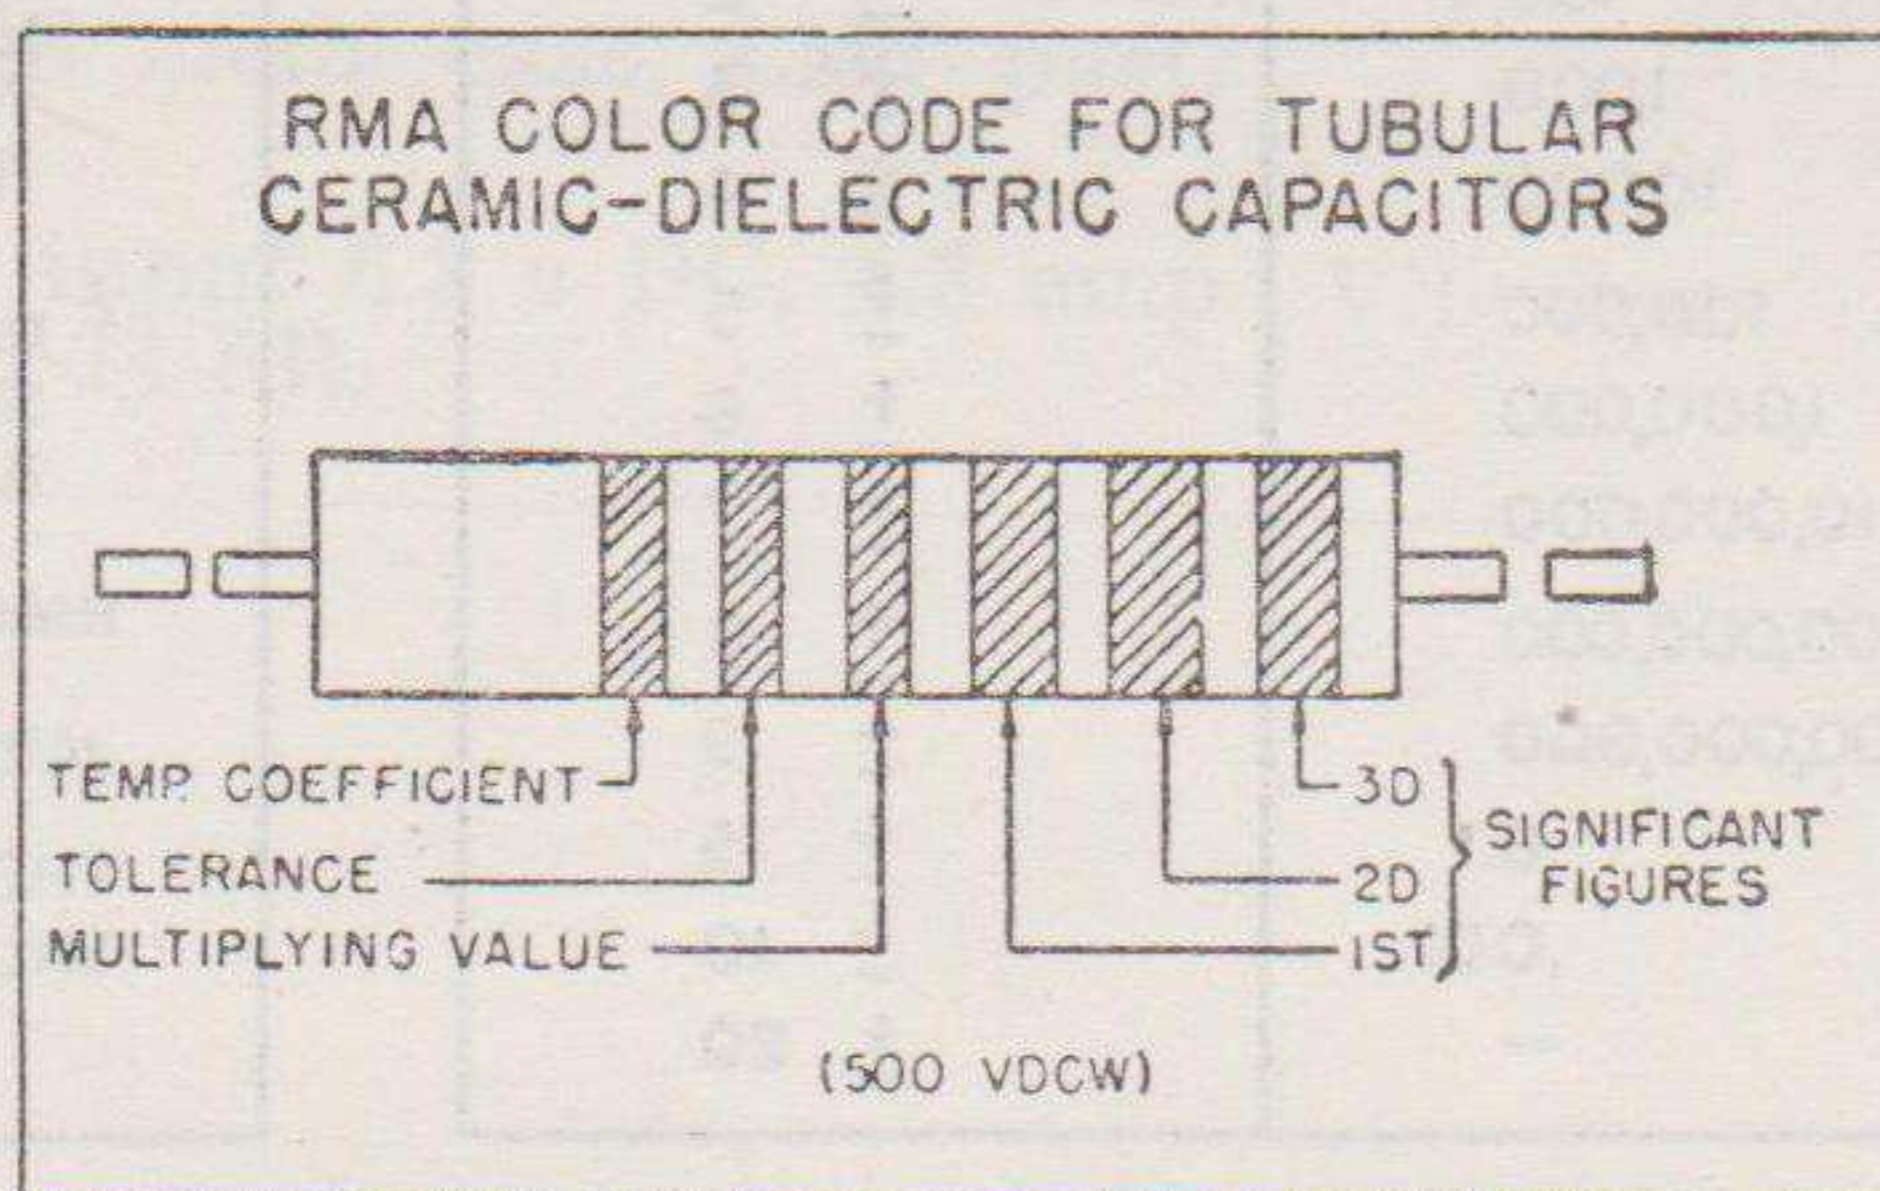 RMA COLOR CODE FOR TUBULAR
CERAMIC-DIELECTRIC CAPACITORS
TEMP. COEFFICIENT
TOLERANCE
MULTIPLYING VALUE
3D
2D
1ST
SIGNIFICANT
FIGURES
(500 VDCW)